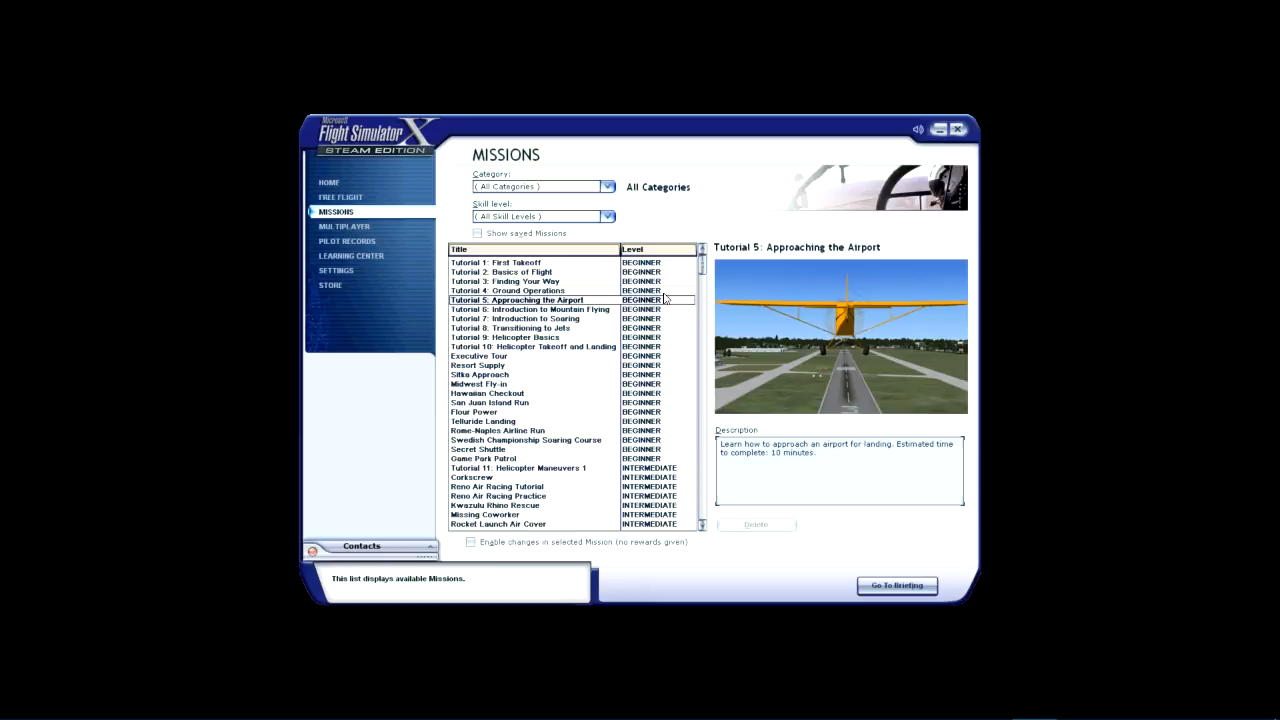 Microsoft
Flight Simulator X
STEAM EDITION
HOME
FREE FLIGHT
MISSIONS
MULTIPLAYER
PILOT RECORDS
LEARNING CENTER
SETTINGS
STORE
MISSIONS
Category:
( All Categories )
All Categories
Skill level:
( All Skill Levels )
Show saved Missions
Title Level
Tutorial 1: First Takeoff BEGINNER
Tutorial 2: Basics of Flight BEGINNER
Tutorial 3: Finding Your Way BEGINNER
Tutorial 4: Ground Operations BEGINNER
Tutorial 5: Approaching the Airport BEGINNER
Tutorial 6: Introduction to Mountain Flying BEGINNER
Tutorial 7: Introduction to Soaring BEGINNER
Tutorial 8: Transitioning to Jets BEGINNER
Tutorial 9: Helicopter Basics BEGINNER
Tutorial 10: Helicopter Takeoff and Landing BEGINNER
Executive Tour BEGINNER
Resort Supply BEGINNER
Sitka Approach BEGINNER
Midwest Fly-in BEGINNER
Hawaiian Checkout BEGINNER
San Juan Island Run BEGINNER
Flour Power BEGINNER
Telluride Landing BEGINNER
Rome-Naples Airline Run BEGINNER
Swedish Championship Soaring Course BEGINNER
Secret Shuttle BEGINNER
Game Park Patrol BEGINNER
Tutorial 11: Helicopter Maneuvers 1 INTERMEDIATE
Corkscrew INTERMEDIATE
Reno Air Racing Tutorial INTERMEDIATE
Reno Air Racing Practice INTERMEDIATE
Kwazulu Rhino Rescue INTERMEDIATE
Missing Coworker INTERMEDIATE
Rocket Launch Air Cover INTERMEDIATE
Enable changes in selected Mission (no rewards given)
Tutorial 5: Approaching the Airport
Description
Learn how to approach an airport for landing. Estimated time
to complete: 10 minutes.
Delete
Contacts
This list displays available Missions.
Go To Briefing